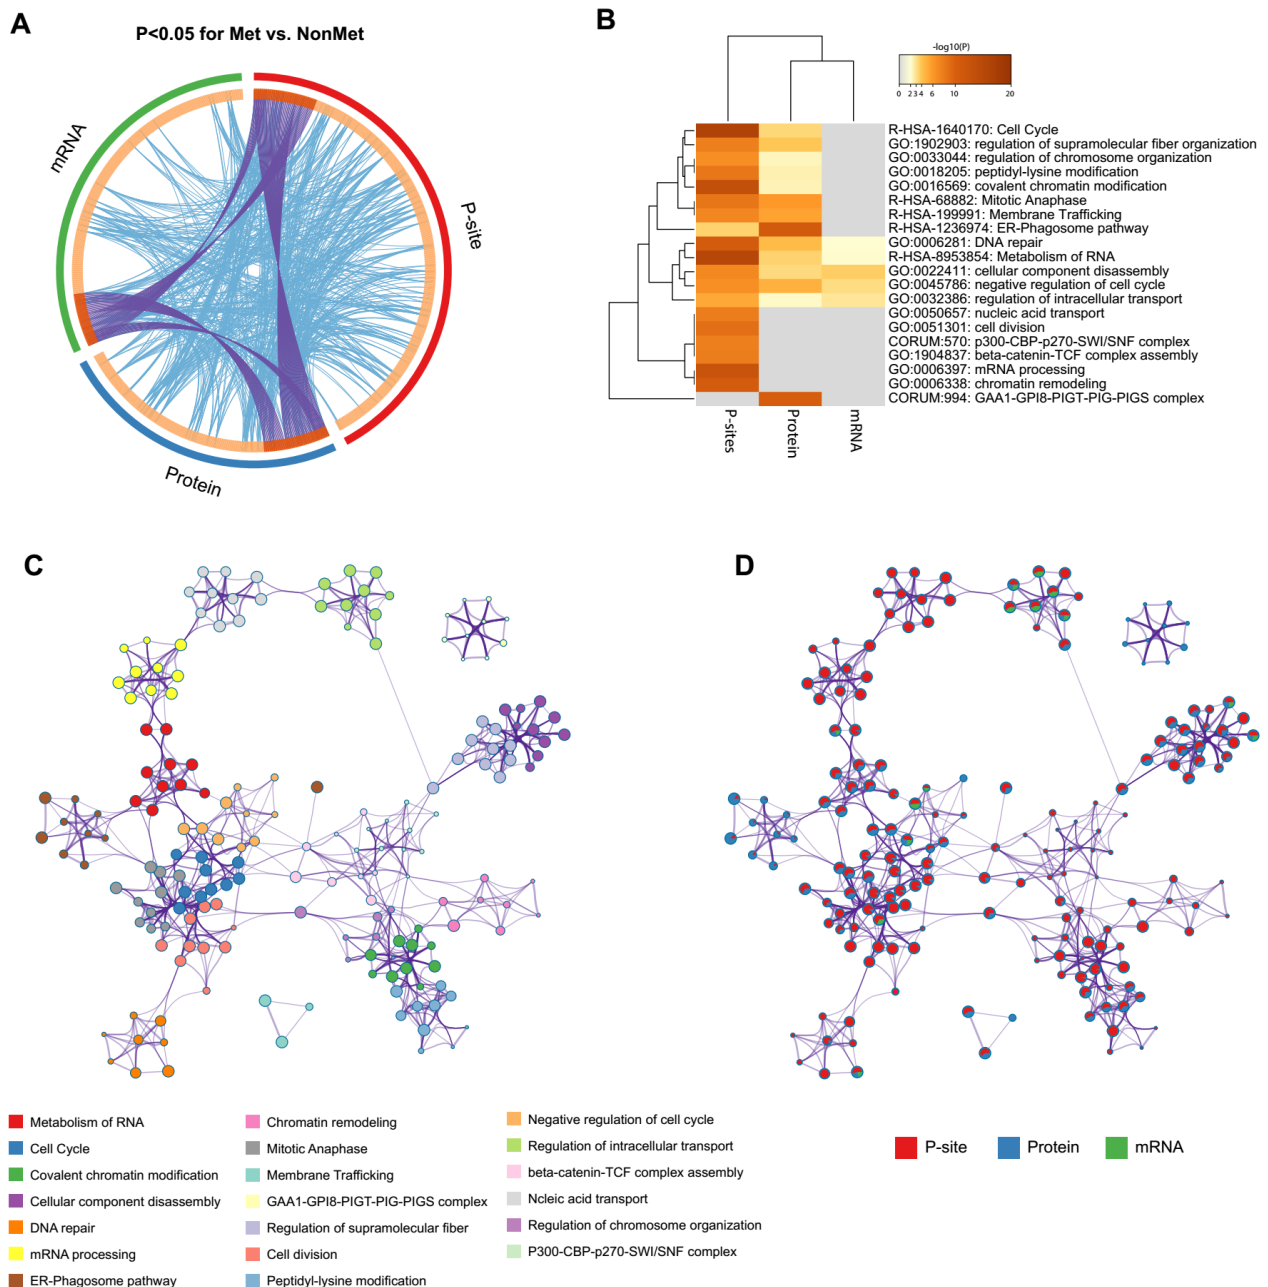 A
P<0.05 for Met vs. NonMet
mRNA
P-site
Protein
B
-log10(P)
0 2 3 4 6 10 20
R-HSA-1640170: Cell Cycle
GO:1902903: regulation of supramolecular fiber organization
GO:0033044: regulation of chromosome organization
GO:0018205: peptidyl-lysine modification
GO:0016569: covalent chromatin modification
R-HSA-68882: Mitotic Anaphase
R-HSA-199991: Membrane Trafficking
R-HSA-1236974: ER-Phagosome pathway
GO:0006281: DNA repair
R-HSA-8953854: Metabolism of RNA
GO:0022411: cellular component disassembly
GO:0045786: negative regulation of cell cycle
GO:0032386: regulation of intracellular transport
GO:0050657: nucleic acid transport
GO:0051301: cell division
CORUM:570: p300-CBP-p270-SWI/SNF complex
GO:1904837: beta-catenin-TCF complex assembly
GO:0006397: mRNA processing
GO:0006338: chromatin remodeling
CORUM:994: GAA1-GPI8-PIGT-PIG-PIGS complex
P-sites
Protein
mRNA
C
D
Metabolism of RNA
Cell Cycle
Covalent chromatin modification
Cellular component disassembly
DNA repair
mRNA processing
ER-Phagosome pathway
Chromatin remodeling
Mitotic Anaphase
Membrane Trafficking
GAA1-GPI8-PIGT-PIG-PIGS complex
Regulation of supramolecular fiber
Cell division
Peptidyl-lysine modification
Negative regulation of cell cycle
Regulation of intracellular transport
beta-catenin-TCF complex assembly
Ncleic acid transport
Regulation of chromosome organization
P300-CBP-p270-SWI/SNF complex
P-site
Protein
mRNA